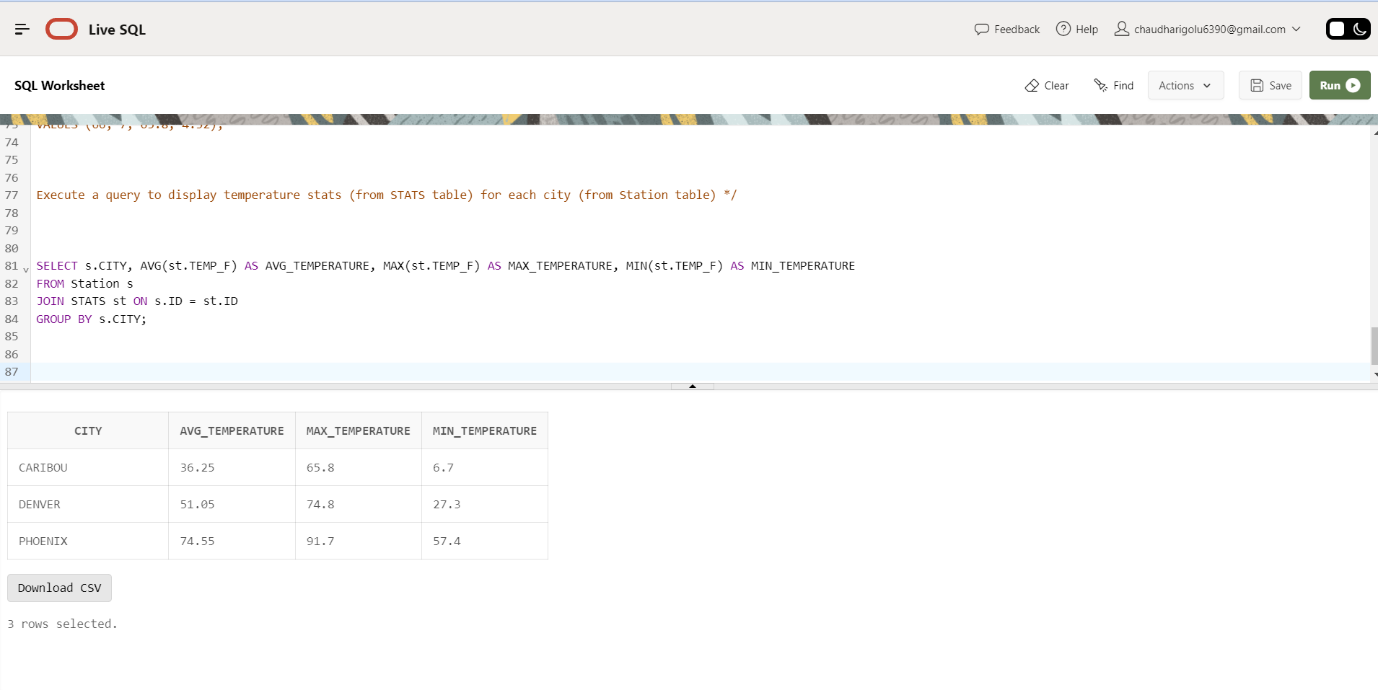 Live SQL
Feedback
Help
chaudharigolu6390@gmail.com
SQL Worksheet
Clear
Find
Actions
Save
Run
74
75
76
77 Execute a query to display temperature stats (from STATS table) for each city (from Station table) */
78
79
80
81 SELECT s.CITY, AVG(st.TEMP_F) AS AVG_TEMPERATURE, MAX(st.TEMP_F) AS MAX_TEMPERATURE, MIN(st.TEMP_F) AS MIN_TEMPERATURE
82 FROM Station s
83 JOIN STATS st ON s.ID = st.ID
84 GROUP BY s.CITY;
85
86
87
CITY AVG_TEMPERATURE MAX_TEMPERATURE MIN_TEMPERATURE
CARIBOU 36.25 65.8 6.7
DENVER 51.05 74.8 27.3
PHOENIX 74.55 91.7 57.4
Download CSV
3 rows selected.